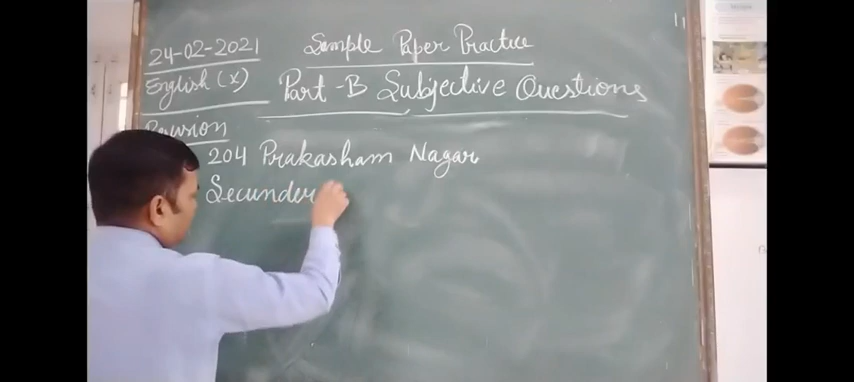 24-02-2021
Sample Paper Practice
English (X)
Part-B Subjective Questions
Revision
204 Prakasham Nagar
Secunder